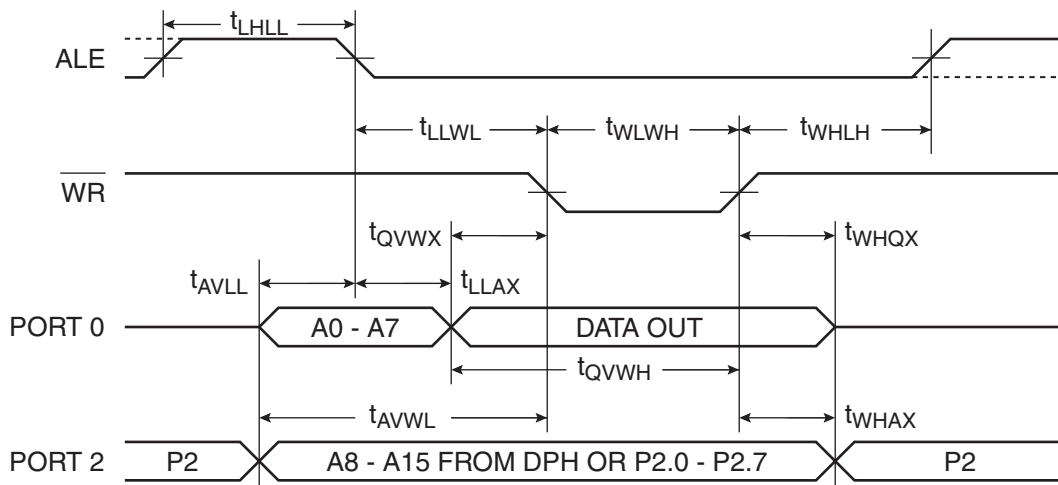 tLHLL
ALE
tLLWL tWLWH tWHLH
W̅R̅
tQVWX tWHQX
tAVLL tLLAX
PORT 0 A0 - A7 DATA OUT
tQVWH
tAVWL tWHAX
PORT 2 P2 A8 - A15 FROM DPH OR P2.0 - P2.7 P2